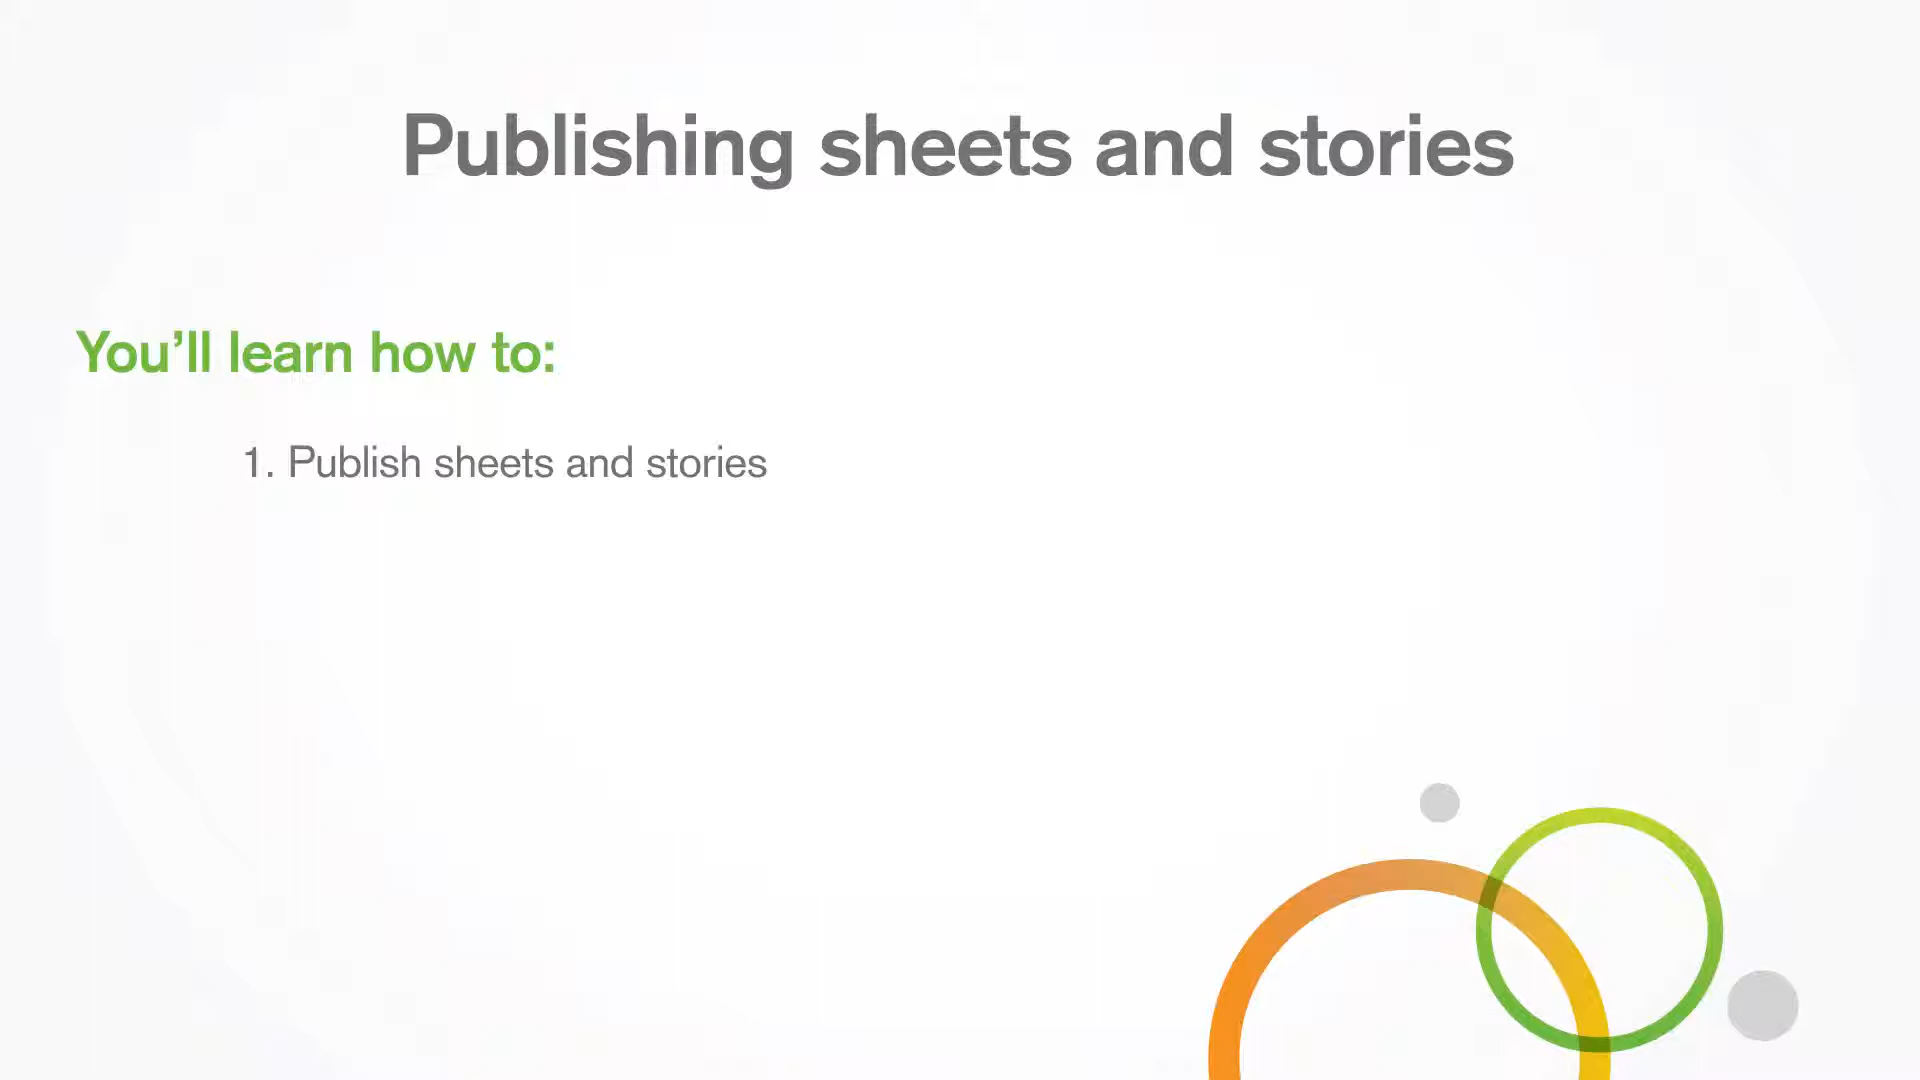 Publishing sheets and stories
You’ll learn how to:
1. Publish sheets and stories